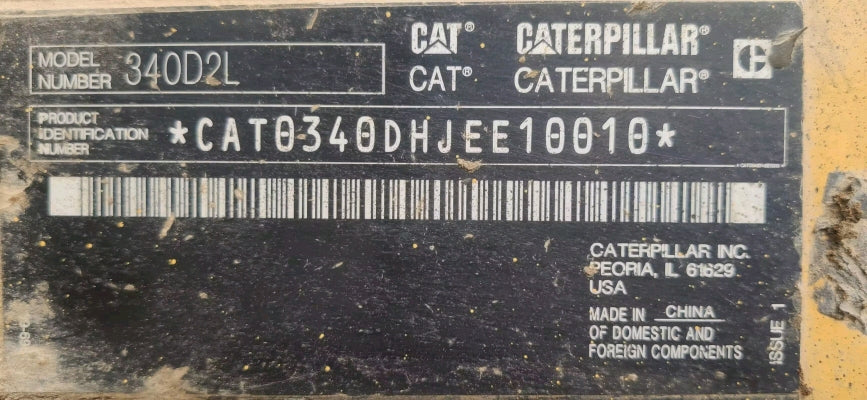 MODEL NUMBER 340D2L
CAT® CATERPILLAR®
CAT® CATERPILLAR®
PRODUCT
IDENTIFICATION
NUMBER
*CAT0340DHJEE10010*
CATERPILLAR INC.
PEORIA, IL 61629
USA
MADE IN CHINA
OF DOMESTIC AND
FOREIGN COMPONENTS
ISSUE 1